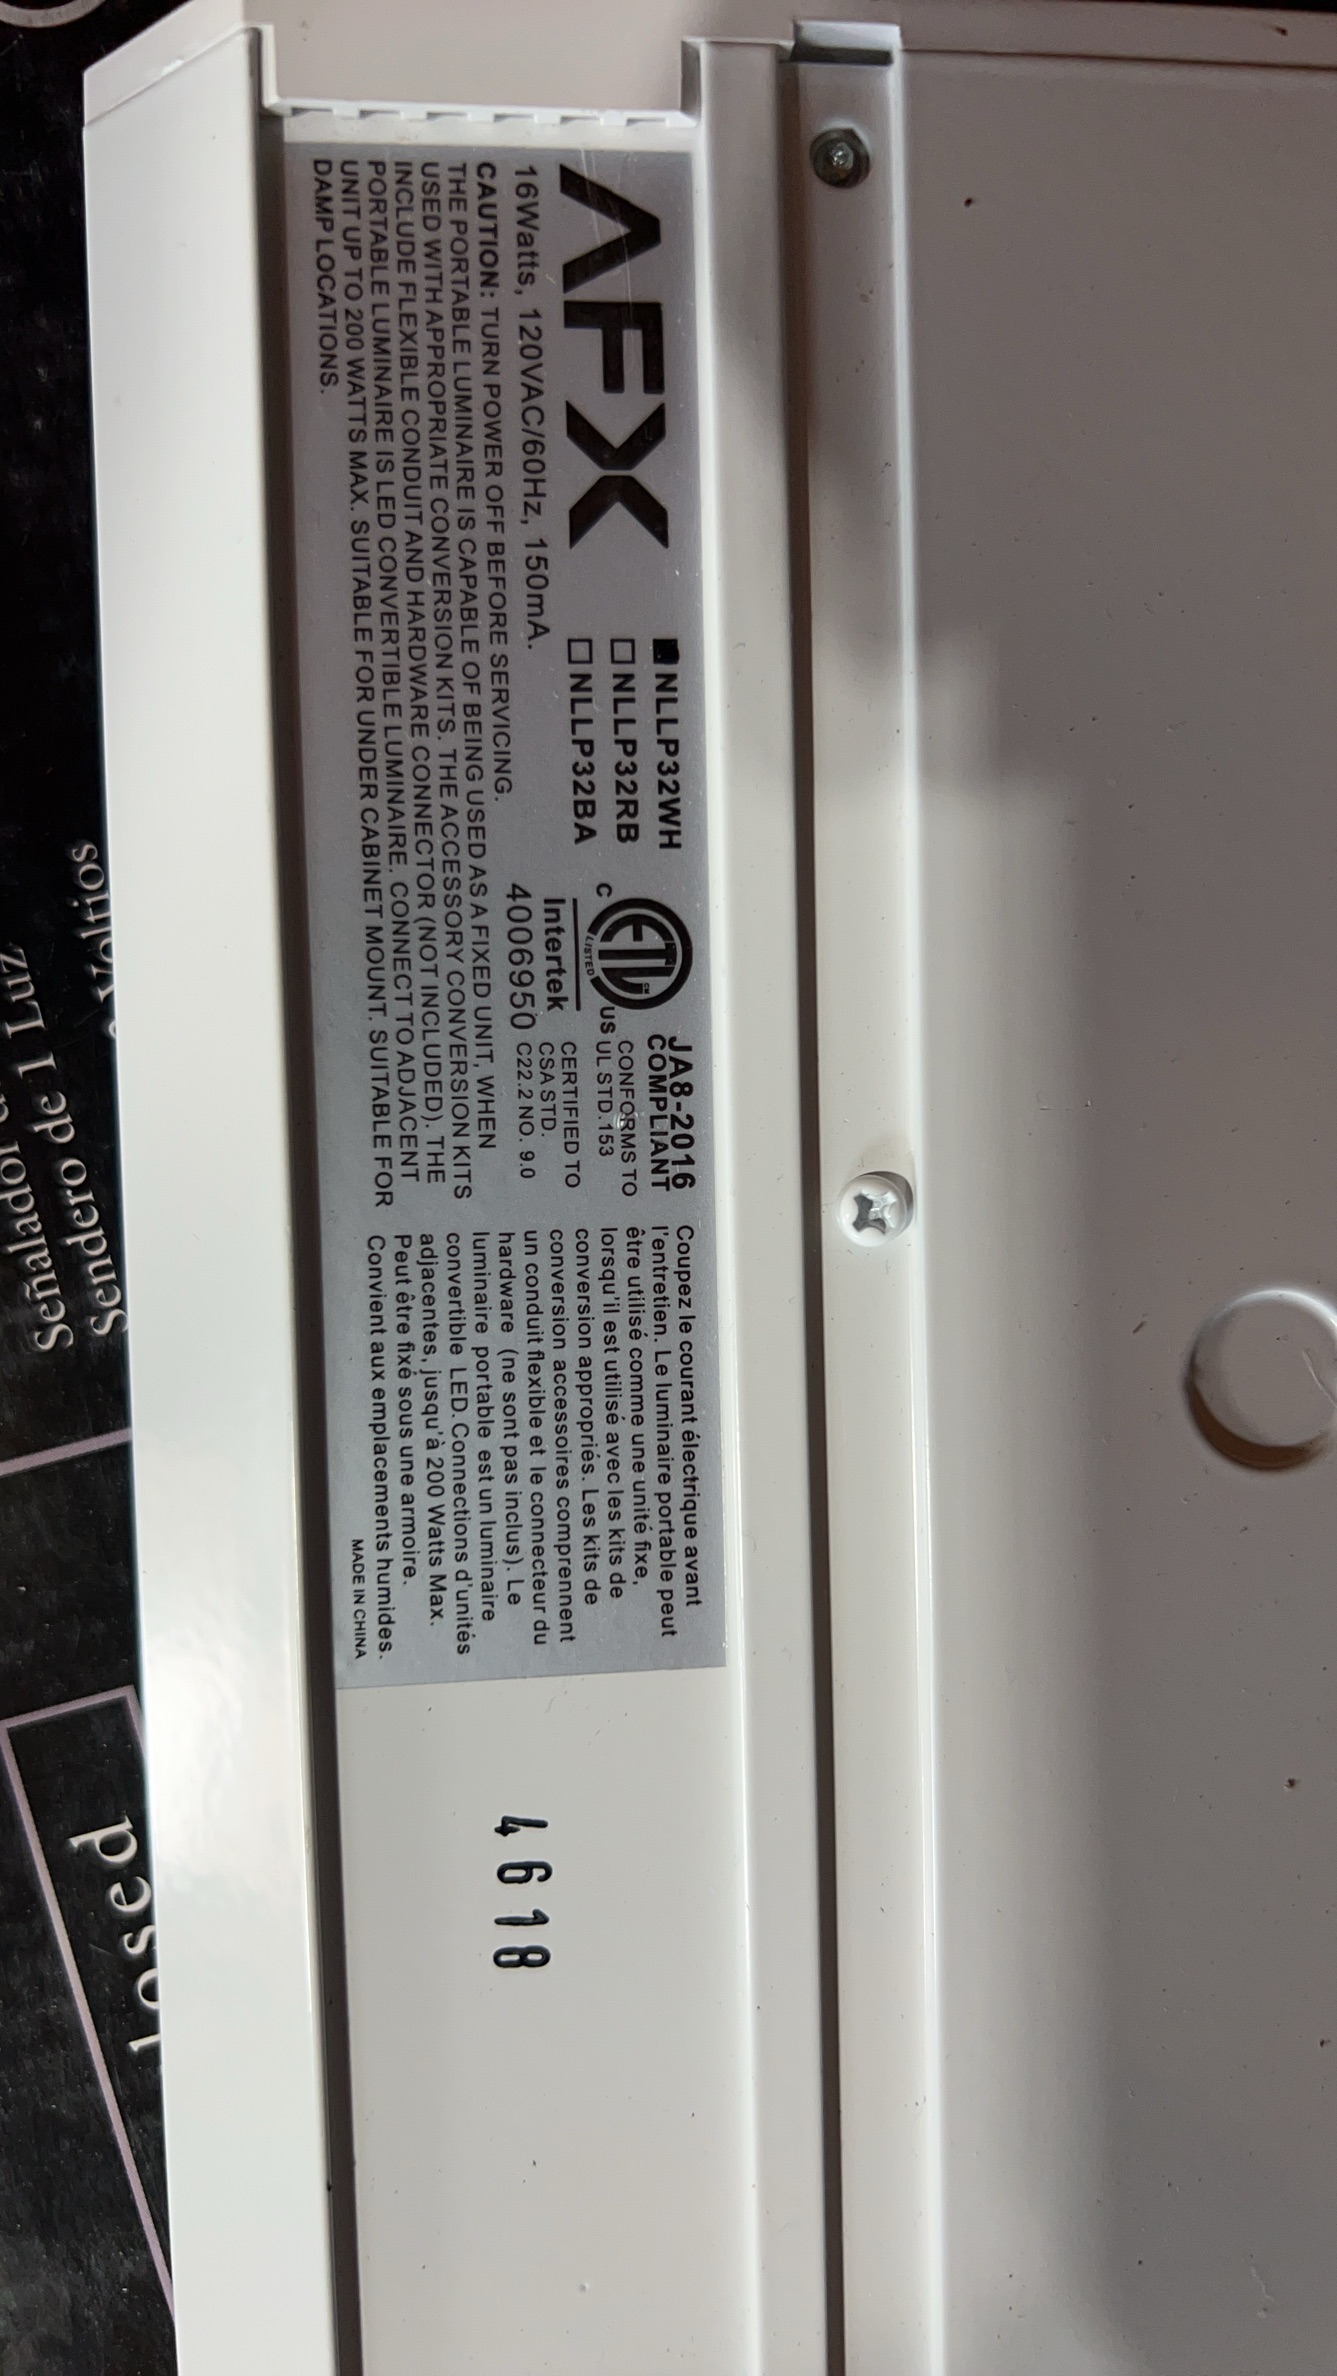 AFX
■NLLP32WH
□NLLP32RB
□NLLP32BA
16Watts, 120VAC/60Hz, 150mA.
CAUTION: TURN POWER OFF BEFORE SERVICING.
THE PORTABLE LUMINAIRE IS CAPABLE OF BEING USED AS A FIXED UNIT, WHEN
USED WITH APPROPRIATE CONVERSION KITS. THE ACCESSORY CONVERSION KITS
INCLUDE FLEXIBLE CONDUIT AND HARDWARE CONNECTOR (NOT INCLUDED). THE
PORTABLE LUMINAIRE IS LED CONVERTIBLE LUMINAIRE. CONNECT TO ADJACENT
UNIT UP TO 200 WATTS MAX. SUITABLE FOR UNDER CABINET MOUNT. SUITABLE FOR
DAMP LOCATIONS.
c ETL CM LISTED US
Intertek
4006950
JA8-2016
COMPLIANT
CONFORMS TO
UL STD.153
CERTIFIED TO
CSA STD.
C22.2 NO. 9.0
Coupez le courant électrique avant
l'entretien. Le luminaire portable peut
être utilisé comme une unité fixe,
lorsqu'il est utilisé avec les kits de
conversion appropriés. Les kits de
conversion accessoires comprennent
un conduit flexible et le connecteur du
hardware (ne sont pas inclus). Le
luminaire portable est un luminaire
convertible LED. Connections d'unités
adjacentes, jusqu'à 200 Watts Max.
Peut être fixé sous une armoire.
Convient aux emplacements humides.
MADE IN CHINA
4618
Señalador
Sendero de 1 Luz